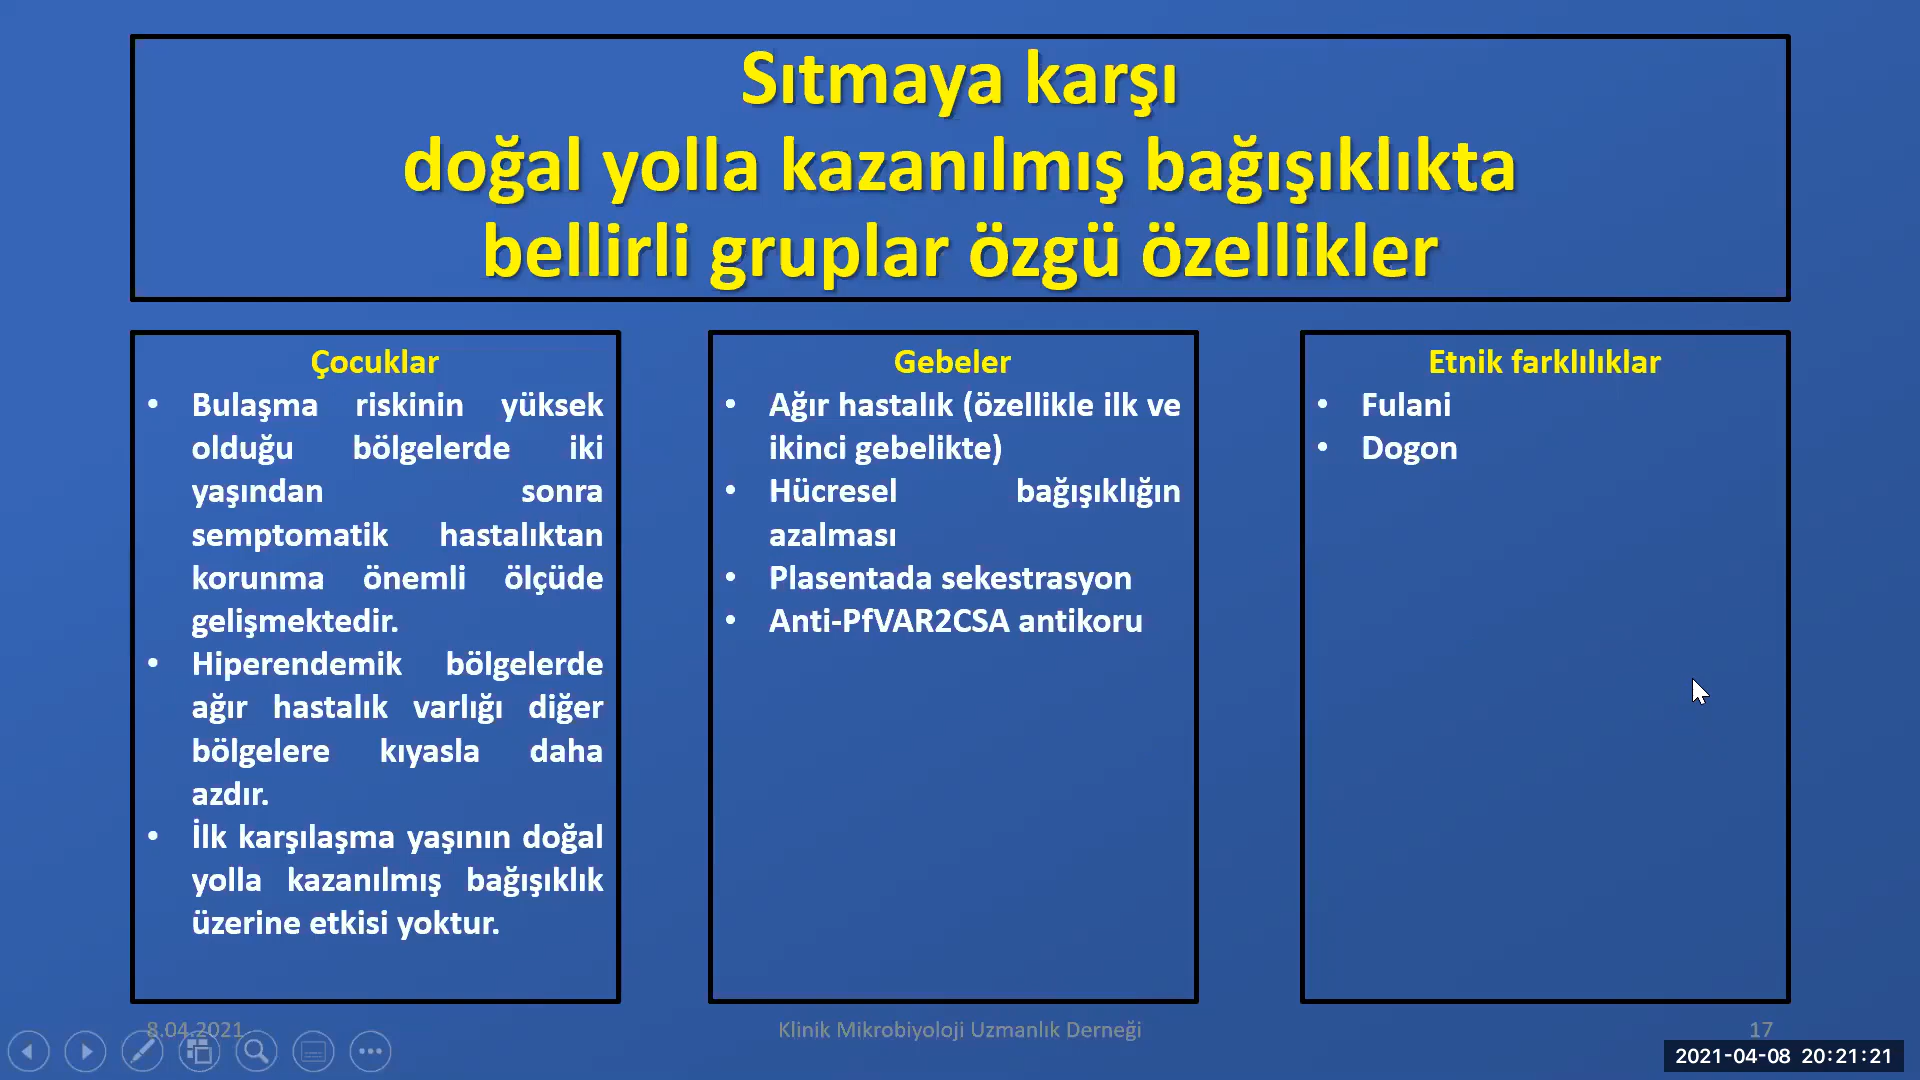 Sıtmaya karşı
doğal yolla kazanılmış bağışıklıkta
bellirli gruplar özgü özellikler
Çocuklar
• Bulaşma riskinin yüksek
olduğu bölgelerde iki
yaşından sonra
semptomatik hastalıktan
korunma önemli ölçüde
gelişmektedir.
• Hiperendemik bölgelerde
ağır hastalık varlığı diğer
bölgelere kıyasla daha
azdır.
• İlk karşılaşma yaşının doğal
yolla kazanılmış bağışıklık
üzerine etkisi yoktur.
Gebeler
• Ağır hastalık (özellikle ilk ve
ikinci gebelikte)
• Hücresel bağışıklığın
azalması
• Plasentada sekestrasyon
• Anti-PfVAR2CSA antikoru
Etnik farklılıklar
• Fulani
• Dogon
8.04.2021
Klinik Mikrobiyoloji Uzmanlık Derneği
17
2021-04-08 20:21:21